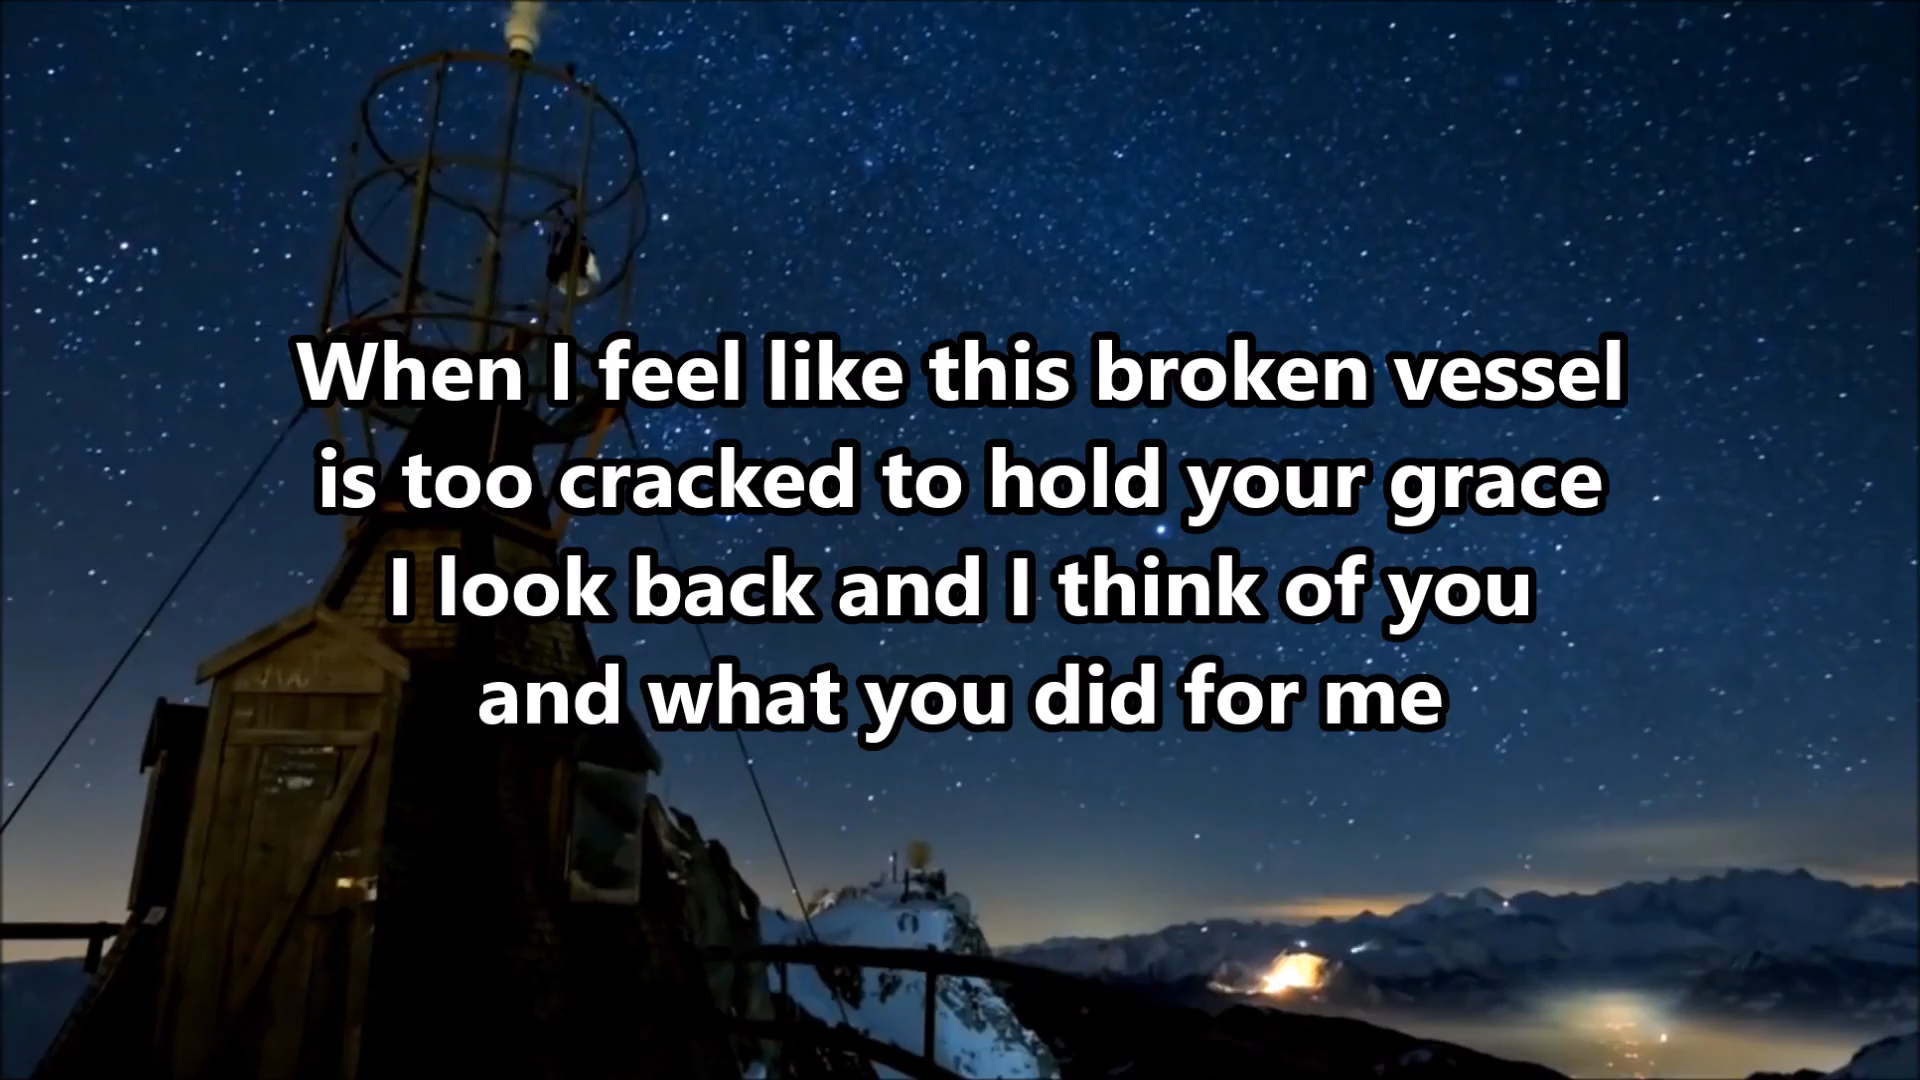 When I feel like this broken vessel
is too cracked to hold your grace
I look back and I think of you
and what you did for me